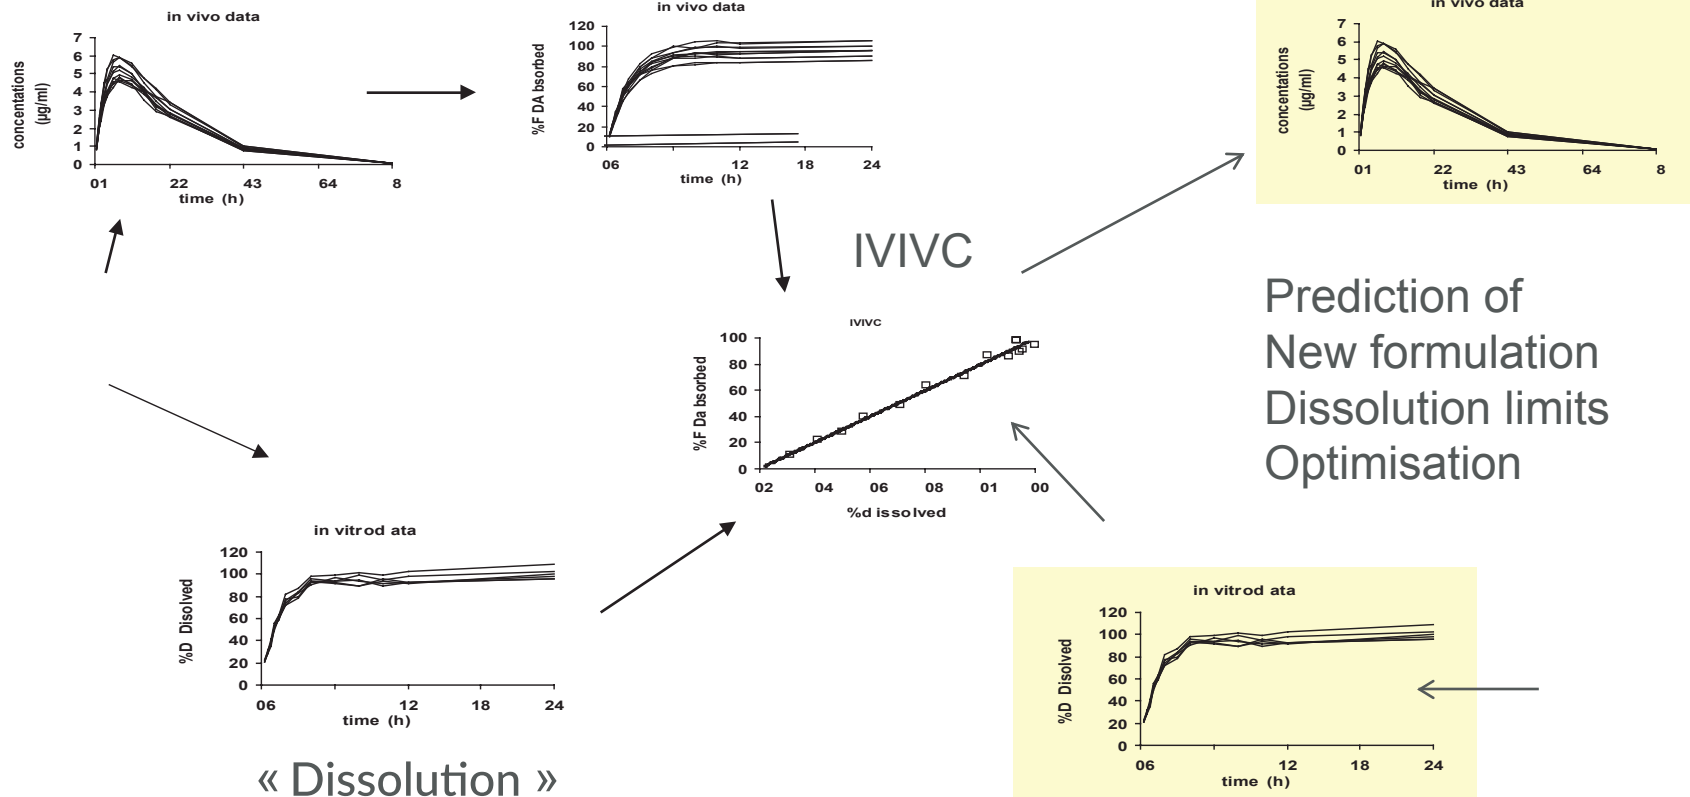 in vivo data
concentations
(µg/ml)
7
6
5
4
3
2
1
0
01 22 43 64 8
time (h)
in vivo data
%F DA bsorbed
120
100
80
60
40
20
0
06 12 18 24
time (h)
in vivo data
concentations
(µg/ml)
7
6
5
4
3
2
1
0
01 22 43 64 8
time (h)
IVIVC
IVIVC
%F Da bsorbed
100
80
60
40
20
0
02 04 06 08 01 00
%d issolved
Prediction of
New formulation
Dissolution limits
Optimisation
in vitrod ata
%D Disolved
120
100
80
60
40
20
0
06 12 18 24
time (h)
« Dissolution »
in vitrod ata
%D Disolved
120
100
80
60
40
20
0
06 12 18 24
time (h)